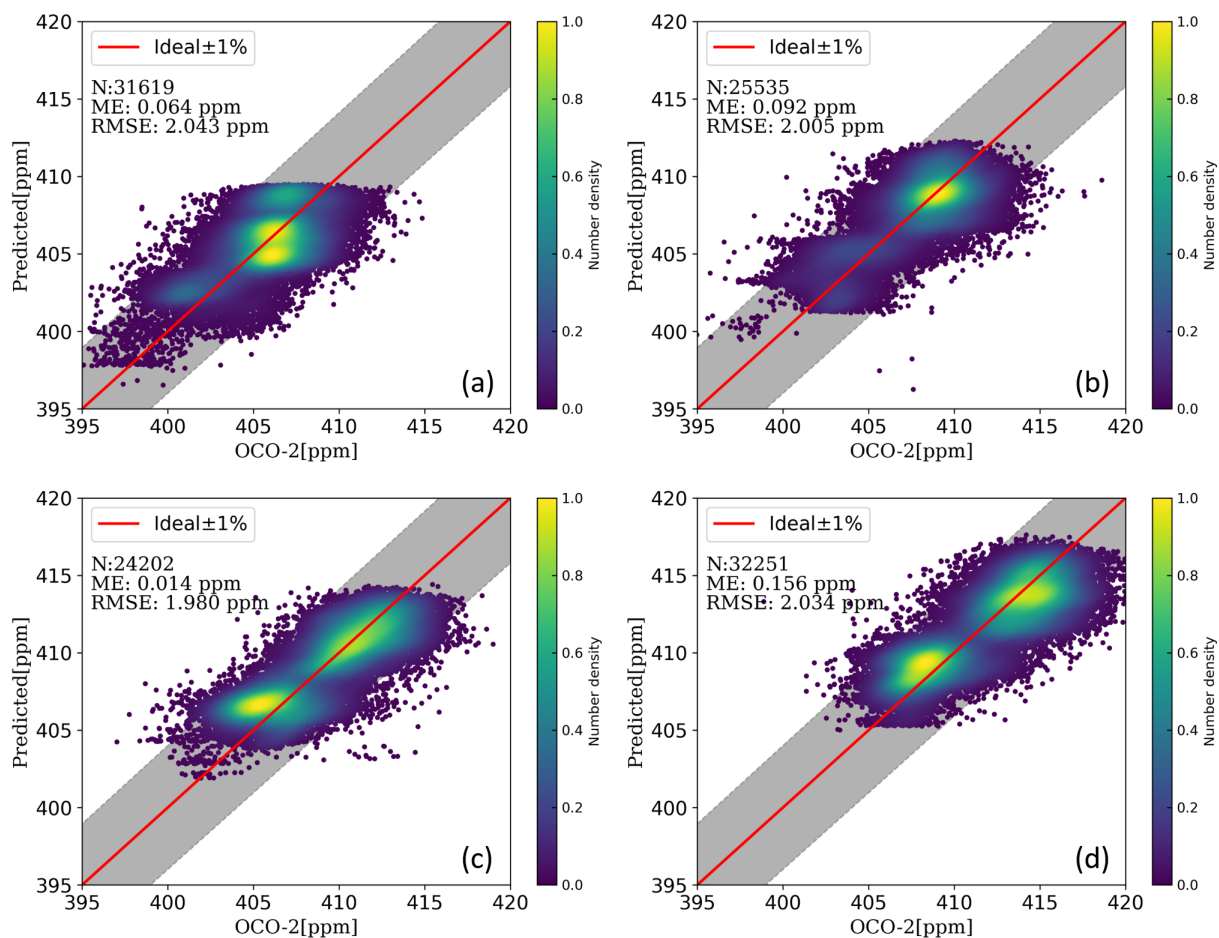 420
415
410
405
400
395
Predicted[ppm]
Ideal±1%
N:31619
ME: 0.064 ppm
RMSE: 2.043 ppm
(a)
395 400 405 410 415 420
OCO-2[ppm]
1.0
0.8
0.6
0.4
0.2
0.0
Number density
420
415
410
405
400
395
Predicted[ppm]
Ideal±1%
N:25535
ME: 0.092 ppm
RMSE: 2.005 ppm
(b)
395 400 405 410 415 420
OCO-2[ppm]
1.0
0.8
0.6
0.4
0.2
0.0
Number density
420
415
410
405
400
395
Predicted[ppm]
Ideal±1%
N:24202
ME: 0.014 ppm
RMSE: 1.980 ppm
(c)
395 400 405 410 415 420
OCO-2[ppm]
1.0
0.8
0.6
0.4
0.2
0.0
Number density
420
415
410
405
400
395
Predicted[ppm]
Ideal±1%
N:32251
ME: 0.156 ppm
RMSE: 2.034 ppm
(d)
395 400 405 410 415 420
OCO-2[ppm]
1.0
0.8
0.6
0.4
0.2
0.0
Number density